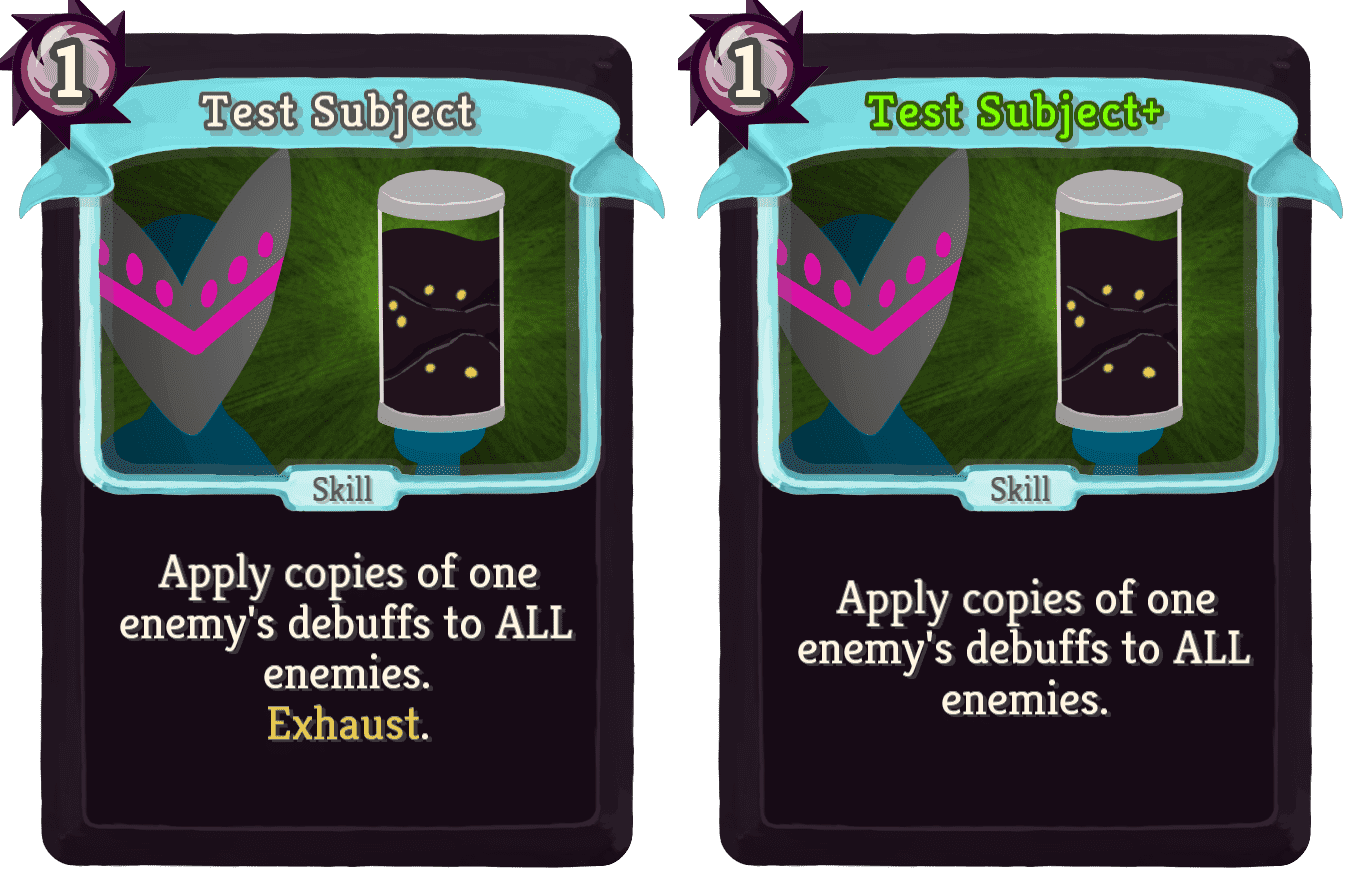 1
Test Subject
Skill
Apply copies of one
enemy's debuffs to ALL
enemies.
Exhaust.
1
Test Subject+
Skill
Apply copies of one
enemy's debuffs to ALL
enemies.